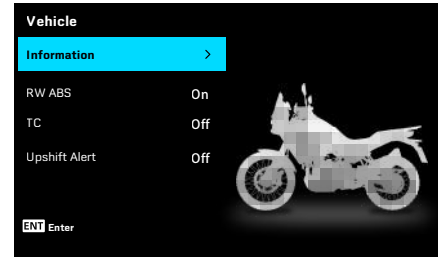 Vehicle
Information >
RW ABS On
TC Off
Upshift Alert Off
ENT Enter